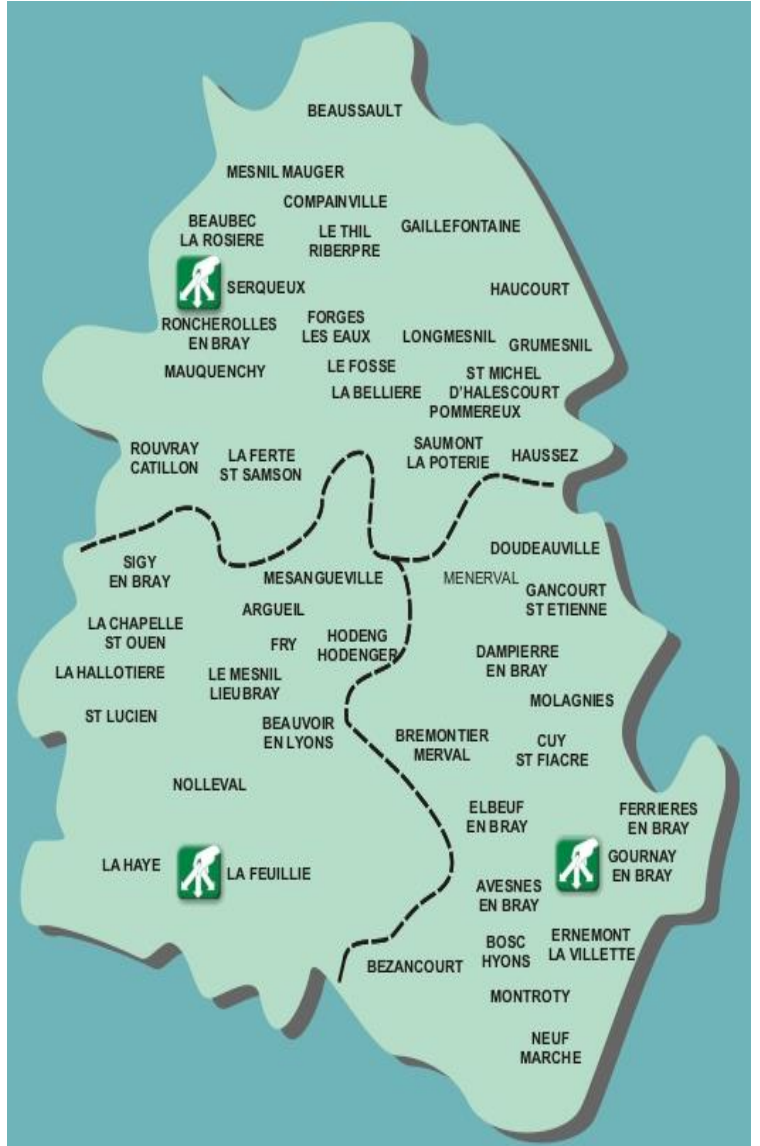 BEAUSSAULT
MESNIL MAUGER
COMPAINVILLE
BEAUBEC
LA ROSIERE
LE THIL
RIBERPRE
GAILLEFONTAINE
SERQUEUX
HAUCOURT
RONCHEROLLES
EN BRAY
FORGES
LES EAUX
LONGMESNIL
GRUMESNIL
MAUQUENCHY
LE FOSSE
LA BELLIERE
ST MICHEL
D'HALESCOURT
POMMEREUX
ROUVRAY
CATILLON
LA FERTE
ST SAMSON
SAUMONT
LA POTERIE
HAUSSEZ
SIGY
EN BRAY
MESANGUEVILLE
DOUDEAUVILLE
MENERVAL
GANCOURT
ST ETIENNE
ARGUEIL
LA CHAPELLE
ST OUEN
FRY
HODENG
HODENGER
DAMPIERRE
EN BRAY
LA HALLOTIERE
LE MESNIL
LIEUBRAY
MOLAGNIES
ST LUCIEN
BEAUVOIR
EN LYONS
BREMONTIER
MERVAL
CUY
ST FIACRE
NOLLEVAL
ELBEUF
EN BRAY
FERRIERES
EN BRAY
LA HAYE
LA FEUILLIE
GOURNAY
EN BRAY
AVESNES
EN BRAY
BOSC
HYONS
ERNEMONT
LA VILLETTE
BEZANCOURT
MONTROTY
NEUF
MARCHE